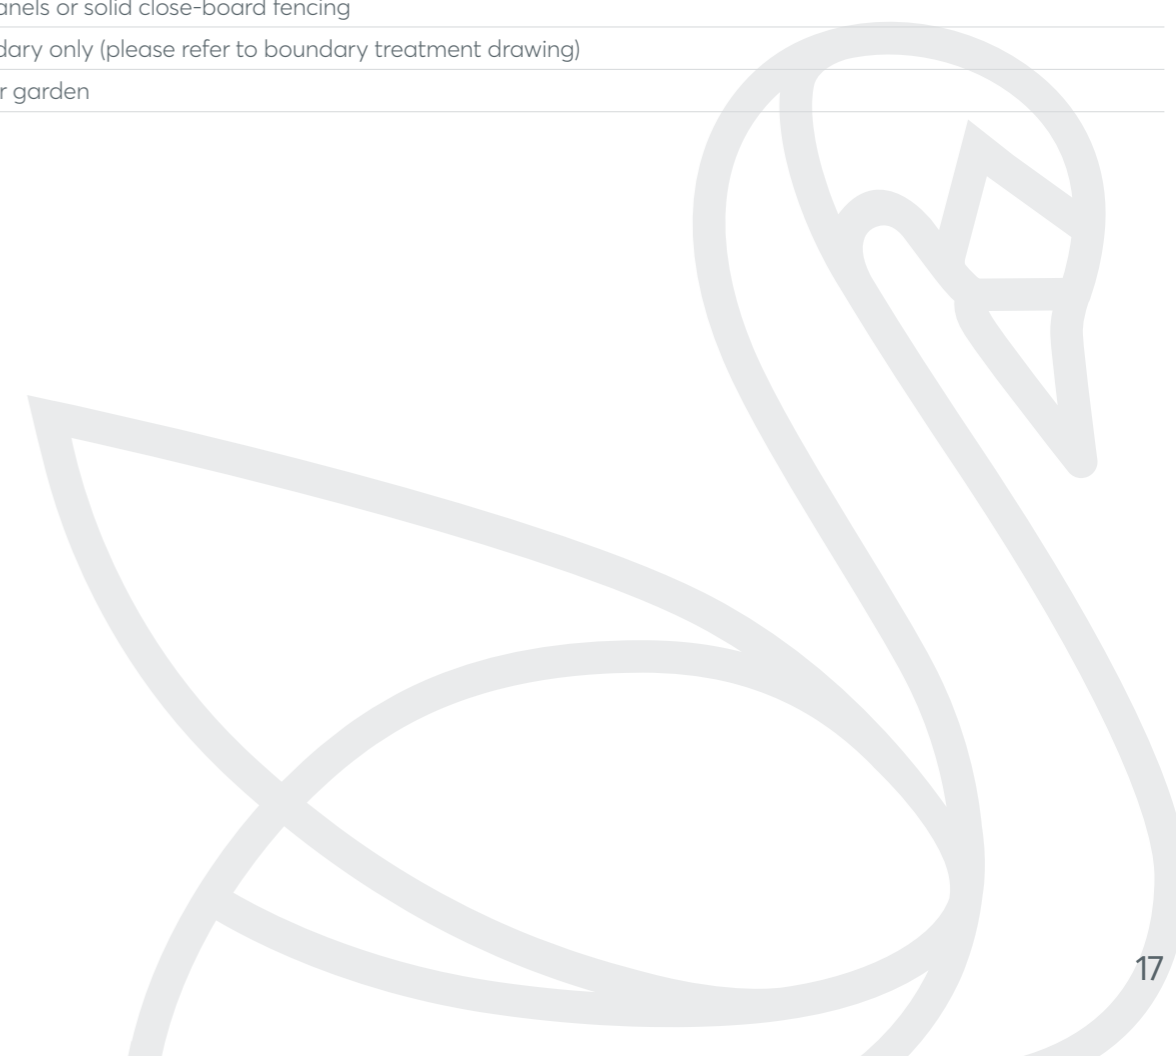 anels or solid close-board fencing
dary only (please refer to boundary treatment drawing)
r garden
17